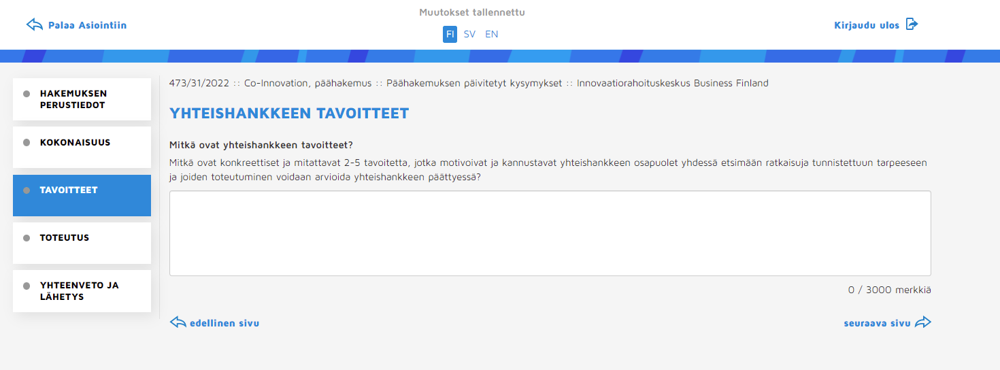 Palaa Asiointiin
Muutokset tallennettu
FI SV EN
Kirjaudu ulos
HAKEMUKSEN
PERUSTIEDOT
KOKONAISUUS
TAVOITTEET
TOTEUTUS
YHTEENVETO JA
LÄHETYS
473/31/2022 :: Co-Innovation, päähakemus :: Päähakemuksen päivitetyt kysymykset :: Innovaatiorahoituskeskus Business Finland
YHTEISHANKKEEN TAVOITTEET
Mitkä ovat yhteishankkeen tavoitteet?
Mitkä ovat konkreettiset ja mitattavat 2-5 tavoitetta, jotka motivoivat ja kannustavat yhteishankkeen osapuolet yhdessä etsimään ratkaisuja tunnistettuun tarpeeseen
ja joiden toteutuminen voidaan arvioida yhteishankkeen päättyessä?
0 / 3000 merkkiä
edellinen sivu
seuraava sivu